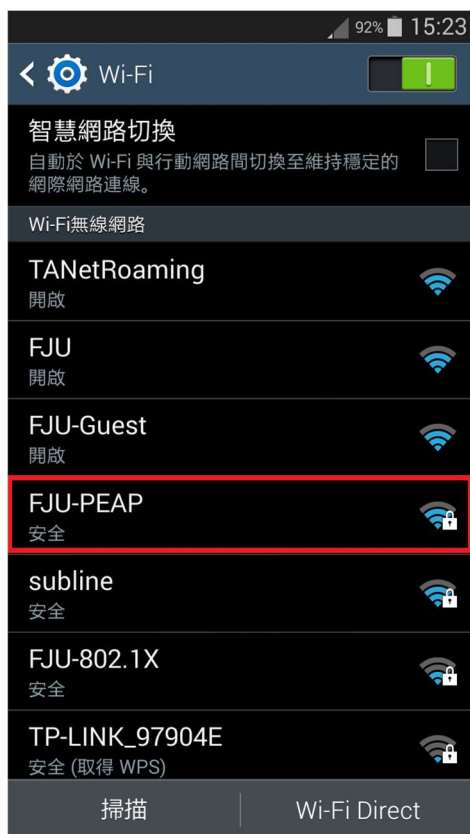 92% 15:23
Wi-Fi
智慧網路切換
自動於 Wi-Fi 與行動網路間切換至維持穩定的
網際網路連線。
Wi-Fi無線網路
TANetRoaming
開啟
FJU
開啟
FJU-Guest
開啟
FJU-PEAP
安全
subline
安全
FJU-802.1X
安全
TP-LINK_97904E
安全 (取得 WPS)
掃描 Wi-Fi Direct